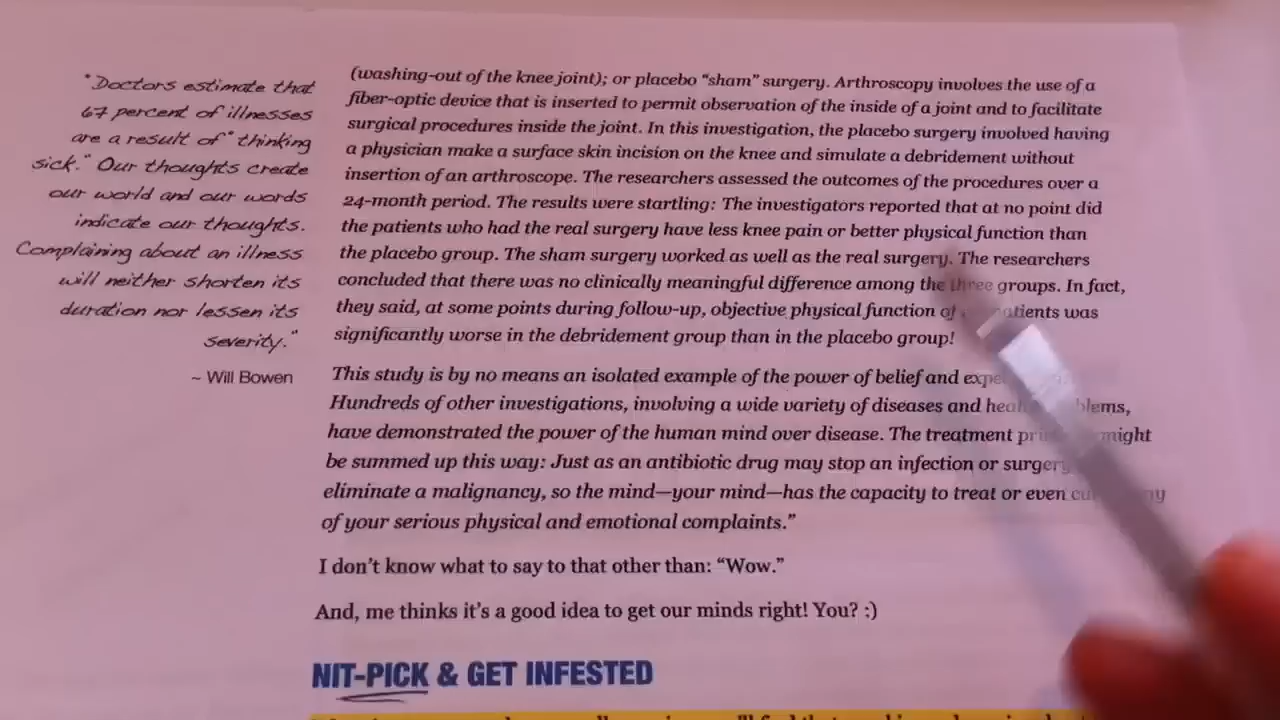 "Doctors estimate that
67 percent of illnesses
are a result of "thinking
sick." Our thoughts create
our world and our words
indicate our thoughts.
Complaining about an illness
will neither shorten its
duration nor lessen its
severity."
~ Will Bowen
(washing-out of the knee joint); or placebo “sham” surgery. Arthroscopy involves the use of a
fiber-optic device that is inserted to permit observation of the inside of a joint and to facilitate
surgical procedures inside the joint. In this investigation, the placebo surgery involved having
a physician make a surface skin incision on the knee and simulate a debridement without
insertion of an arthroscope. The researchers assessed the outcomes of the procedures over a
24-month period. The results were startling: The investigators reported that at no point did
the patients who had the real surgery have less knee pain or better physical function than
the placebo group. The sham surgery worked as well as the real surgery. The researchers
concluded that there was no clinically meaningful difference among the three groups. In fact,
they said, at some points during follow-up, objective physical function of patients was
significantly worse in the debridement group than in the placebo group!
This study is by no means an isolated example of the power of belief and
Hundreds of other investigations, involving a wide variety of diseases and health problems,
have demonstrated the power of the human mind over disease. The treatment might
be summed up this way: Just as an antibiotic drug may stop an infection or surgery
eliminate a malignancy, so the mind—your mind—has the capacity to treat or even
of your serious physical and emotional complaints.”
I don’t know what to say to that other than: “Wow.”
And, me thinks it’s a good idea to get our minds right! You? :)
NIT-PICK & GET INFESTED